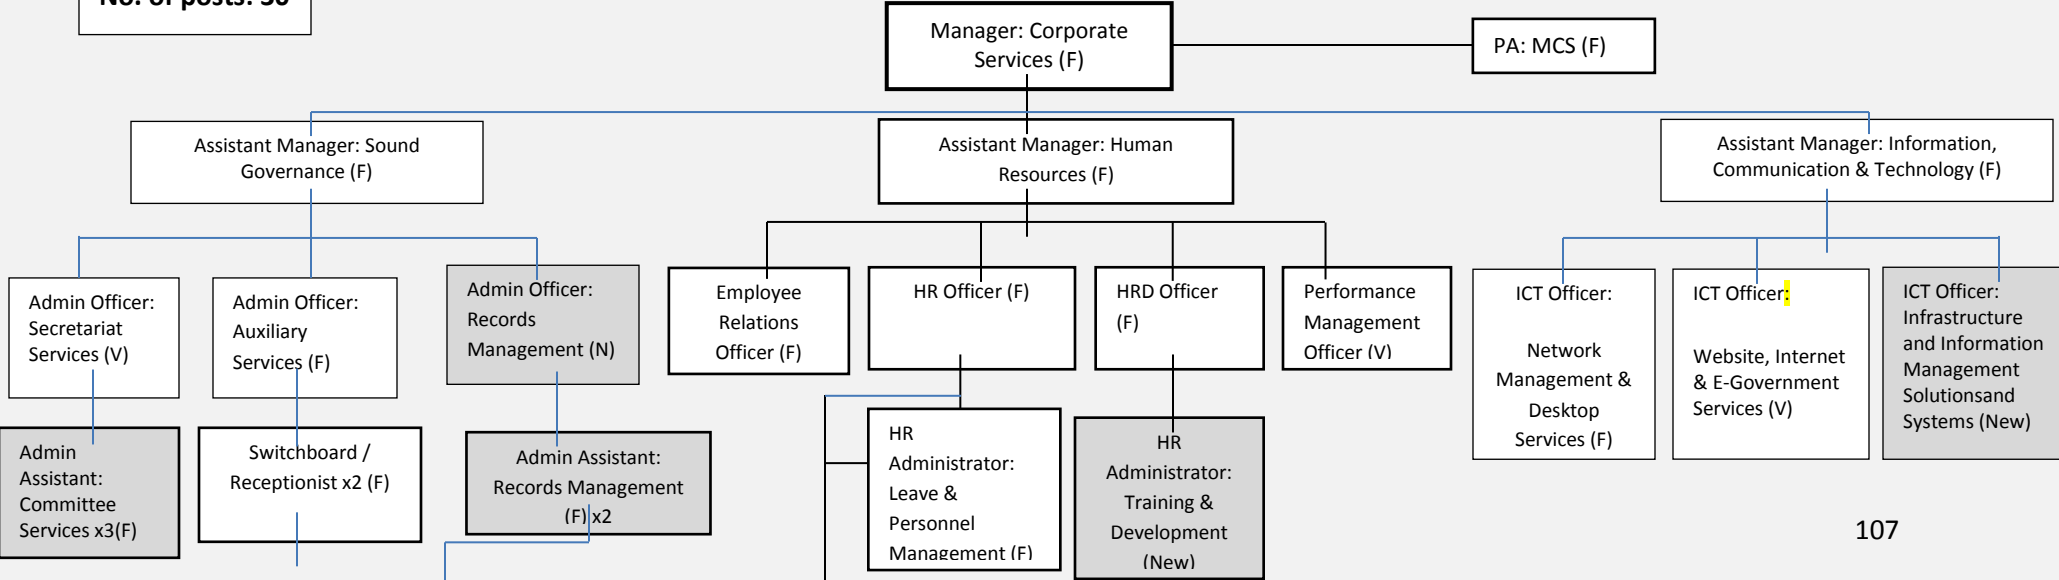 No. of posts: 30
Manager: Corporate
Services (F)
PA: MCS (F)
Assistant Manager: Sound
Governance (F)
Assistant Manager: Human
Resources (F)
Assistant Manager: Information,
Communication & Technology (F)
Admin Officer:
Secretariat
Services (V)
Admin Officer:
Auxiliary
Services (F)
Admin Officer:
Records
Management (N)
Employee
Relations
Officer (F)
HR Officer (F)
HRD Officer
(F)
Performance
Management
Officer (V)
ICT Officer:
Network
Management &
Desktop
Services (F)
ICT Officer:
Website, Internet
& E-Government
Services (V)
ICT Officer:
Infrastructure
and Information
Management
Solutionsand
Systems (New)
Admin
Assistant:
Committee
Services x3(F)
Switchboard /
Receptionist x2 (F)
Admin Assistant:
Records Management
(F) x2
HR
Administrator:
Leave &
Personnel
Management (F)
HR
Administrator:
Training &
Development
(New)
107